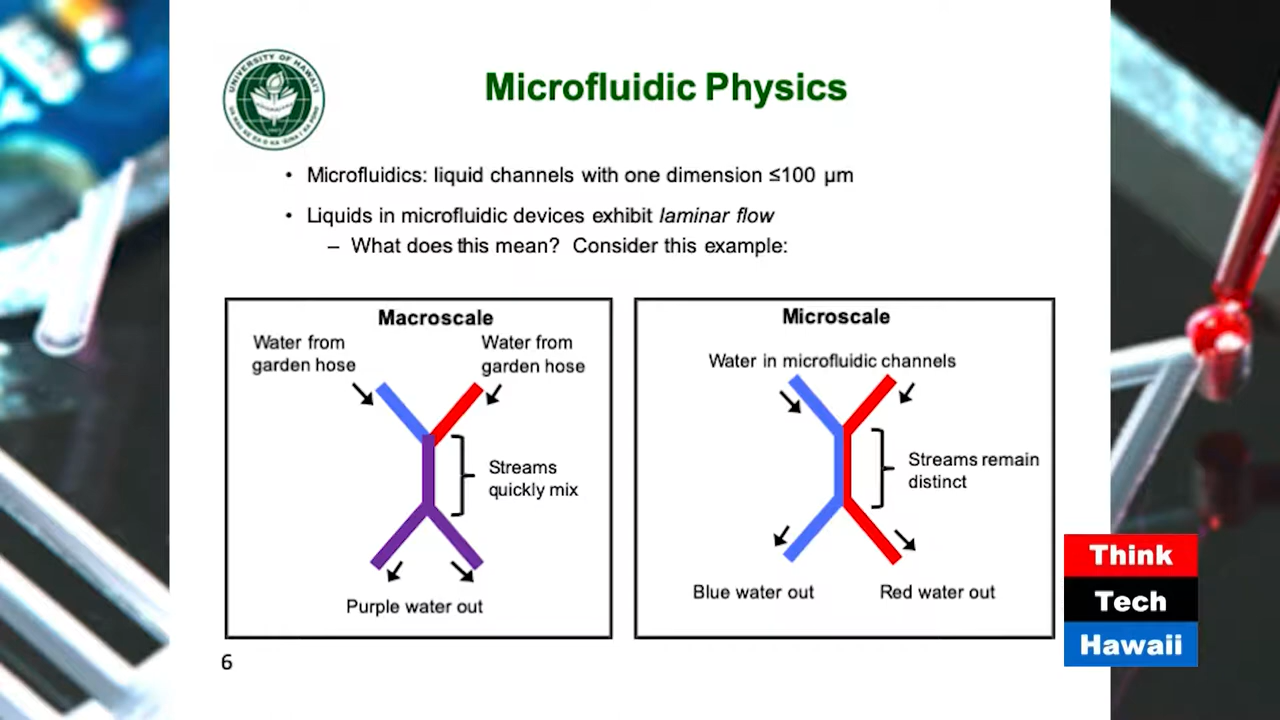 UNIVERSITY OF HAWAI'I
Microfluidic Physics
• Microfluidics: liquid channels with one dimension ≤100 μm
• Liquids in microfluidic devices exhibit laminar flow
– What does this mean? Consider this example:
Macroscale
Water from
garden hose
Water from
garden hose
Streams
quickly mix
Purple water out
Microscale
Water in microfluidic channels
Streams remain
distinct
Blue water out
Red water out
6
Think
Tech
Hawaii